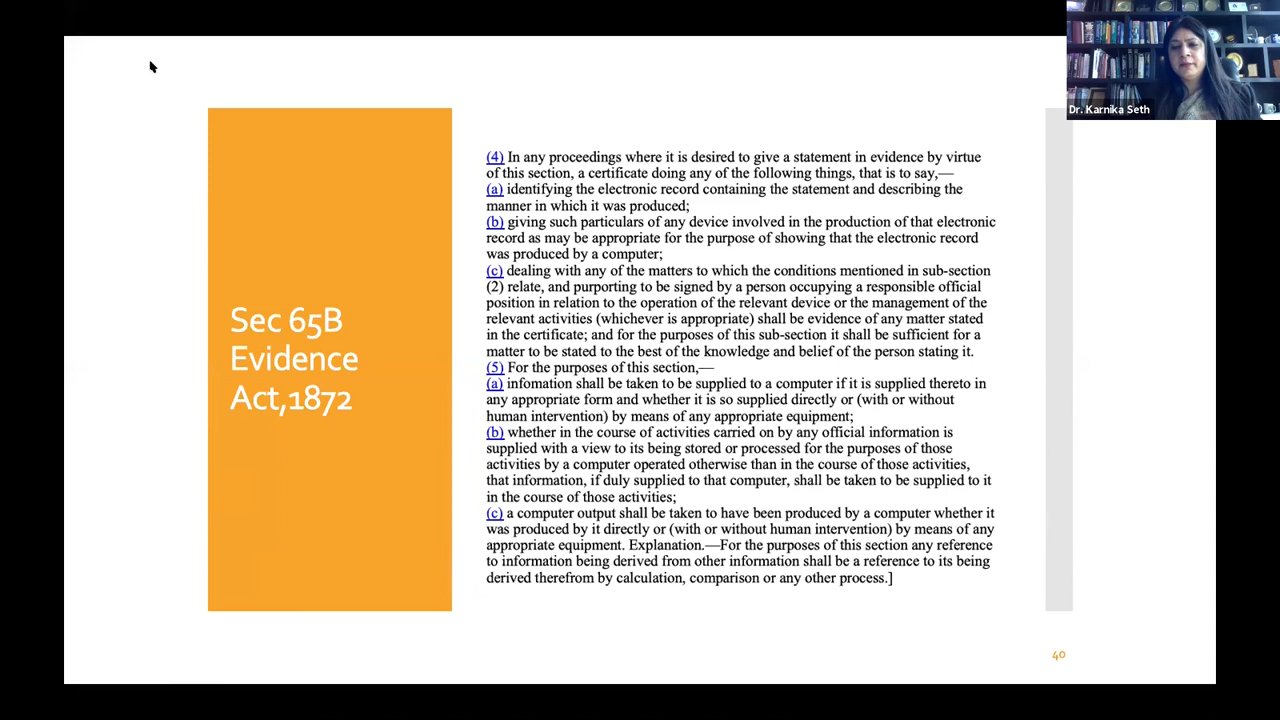 Dr. Karnika Seth
Sec 65B
Evidence
Act,1872
(4) In any proceedings where it is desired to give a statement in evidence by virtue
of this section, a certificate doing any of the following things, that is to say,—
(a) identifying the electronic record containing the statement and describing the
manner in which it was produced;
(b) giving such particulars of any device involved in the production of that electronic
record as may be appropriate for the purpose of showing that the electronic record
was produced by a computer;
(c) dealing with any of the matters to which the conditions mentioned in sub-section
(2) relate, and purporting to be signed by a person occupying a responsible official
position in relation to the operation of the relevant device or the management of the
relevant activities (whichever is appropriate) shall be evidence of any matter stated
in the certificate; and for the purposes of this sub-section it shall be sufficient for a
matter to be stated to the best of the knowledge and belief of the person stating it.
(5) For the purposes of this section,—
(a) infomation shall be taken to be supplied to a computer if it is supplied thereto in
any appropriate form and whether it is so supplied directly or (with or without
human intervention) by means of any appropriate equipment;
(b) whether in the course of activities carried on by any official information is
supplied with a view to its being stored or processed for the purposes of those
activities by a computer operated otherwise than in the course of those activities,
that information, if duly supplied to that computer, shall be taken to be supplied to it
in the course of those activities;
(c) a computer output shall be taken to have been produced by a computer whether it
was produced by it directly or (with or without human intervention) by means of any
appropriate equipment. Explanation.—For the purposes of this section any reference
to information being derived from other information shall be a reference to its being
derived therefrom by calculation, comparison or any other process.]
40